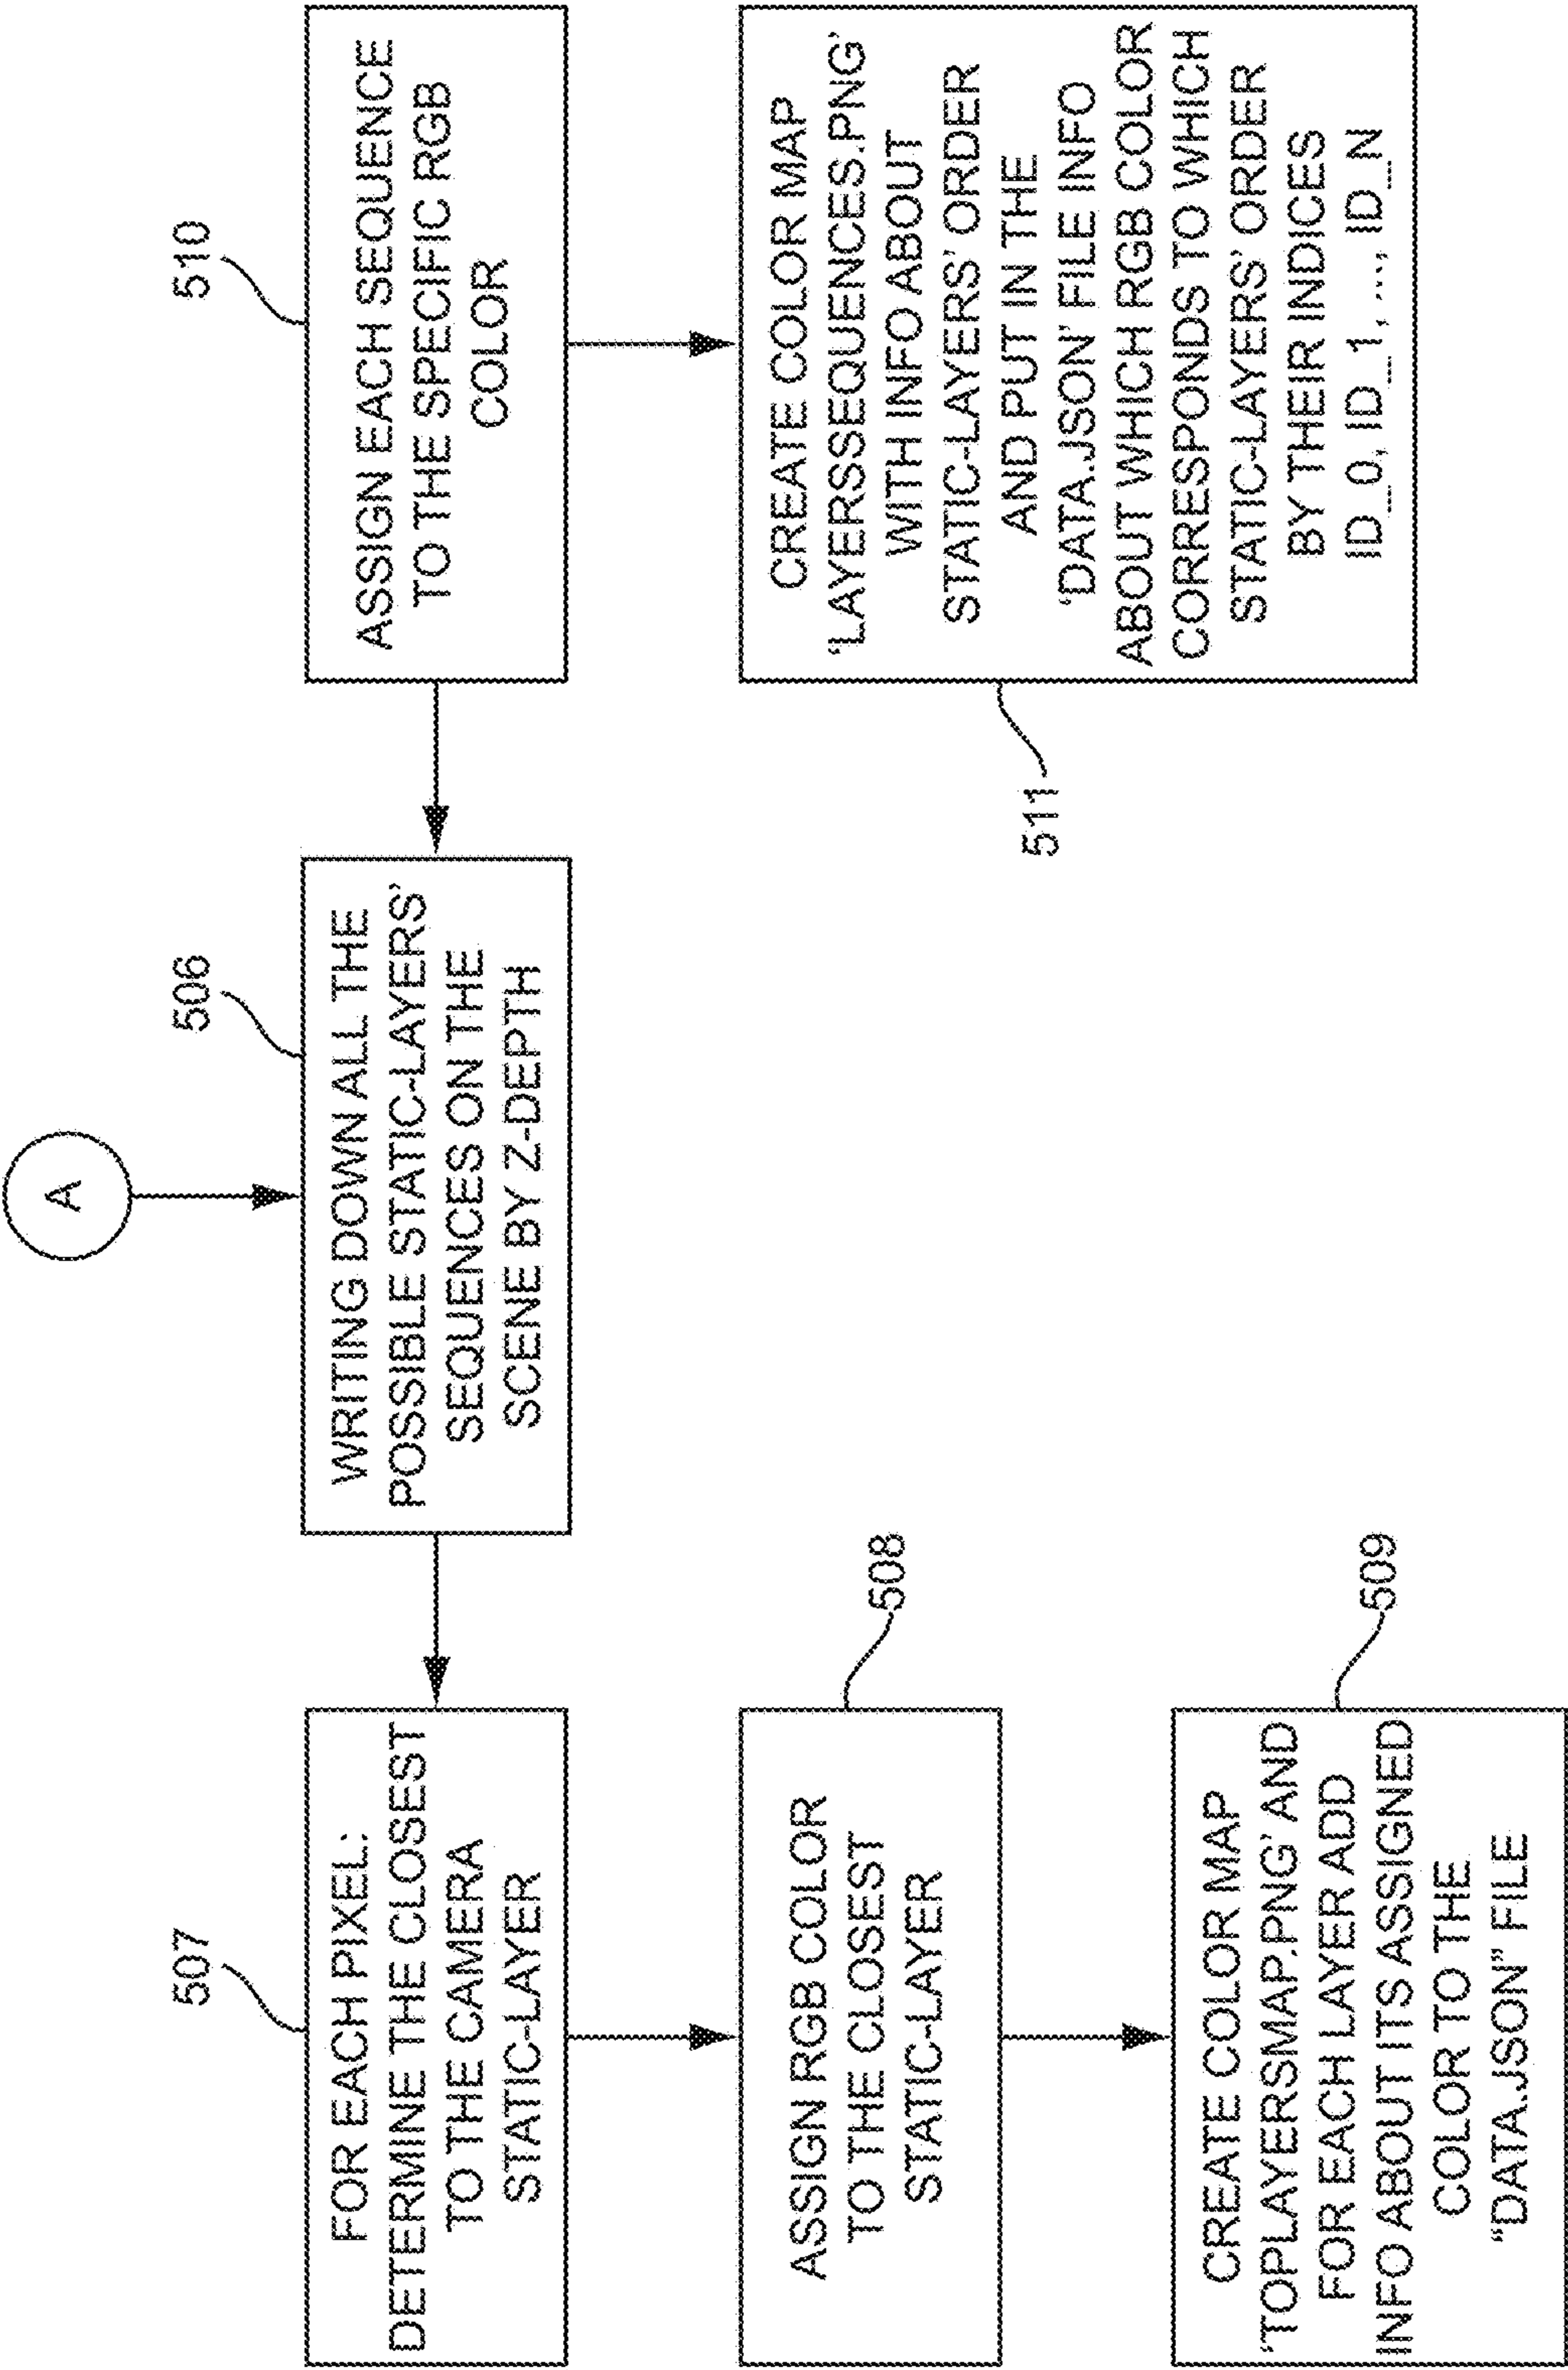 A
506
WRITING DOWN ALL THE
POSSIBLE STATIC-LAYERS'
SEQUENCES ON THE
SCENE BY Z-DEPTH
507
FOR EACH PIXEL:
DETERMINE THE CLOSEST
TO THE CAMERA
STATIC-LAYER
508
ASSIGN RGB COLOR
TO THE CLOSEST
STATIC-LAYER
509
CREATE COLOR MAP
'TOPLAYERSMAP.PNG' AND
FOR EACH LAYER ADD
INFO ABOUT ITS ASSIGNED
COLOR TO THE
“DATA.JSON” FILE
510
ASSIGN EACH SEQUENCE
TO THE SPECIFIC RGB
COLOR
511
CREATE COLOR MAP
'LAYERSSEQUENCES.PNG'
WITH INFO ABOUT
STATIC-LAYERS' ORDER
AND PUT IN THE
'DATA.JSON' FILE INFO
ABOUT WHICH RGB COLOR
CORRESPONDS TO WHICH
STATIC-LAYERS' ORDER
BY THEIR INDICES
ID_0, ID_1, ..., ID_N